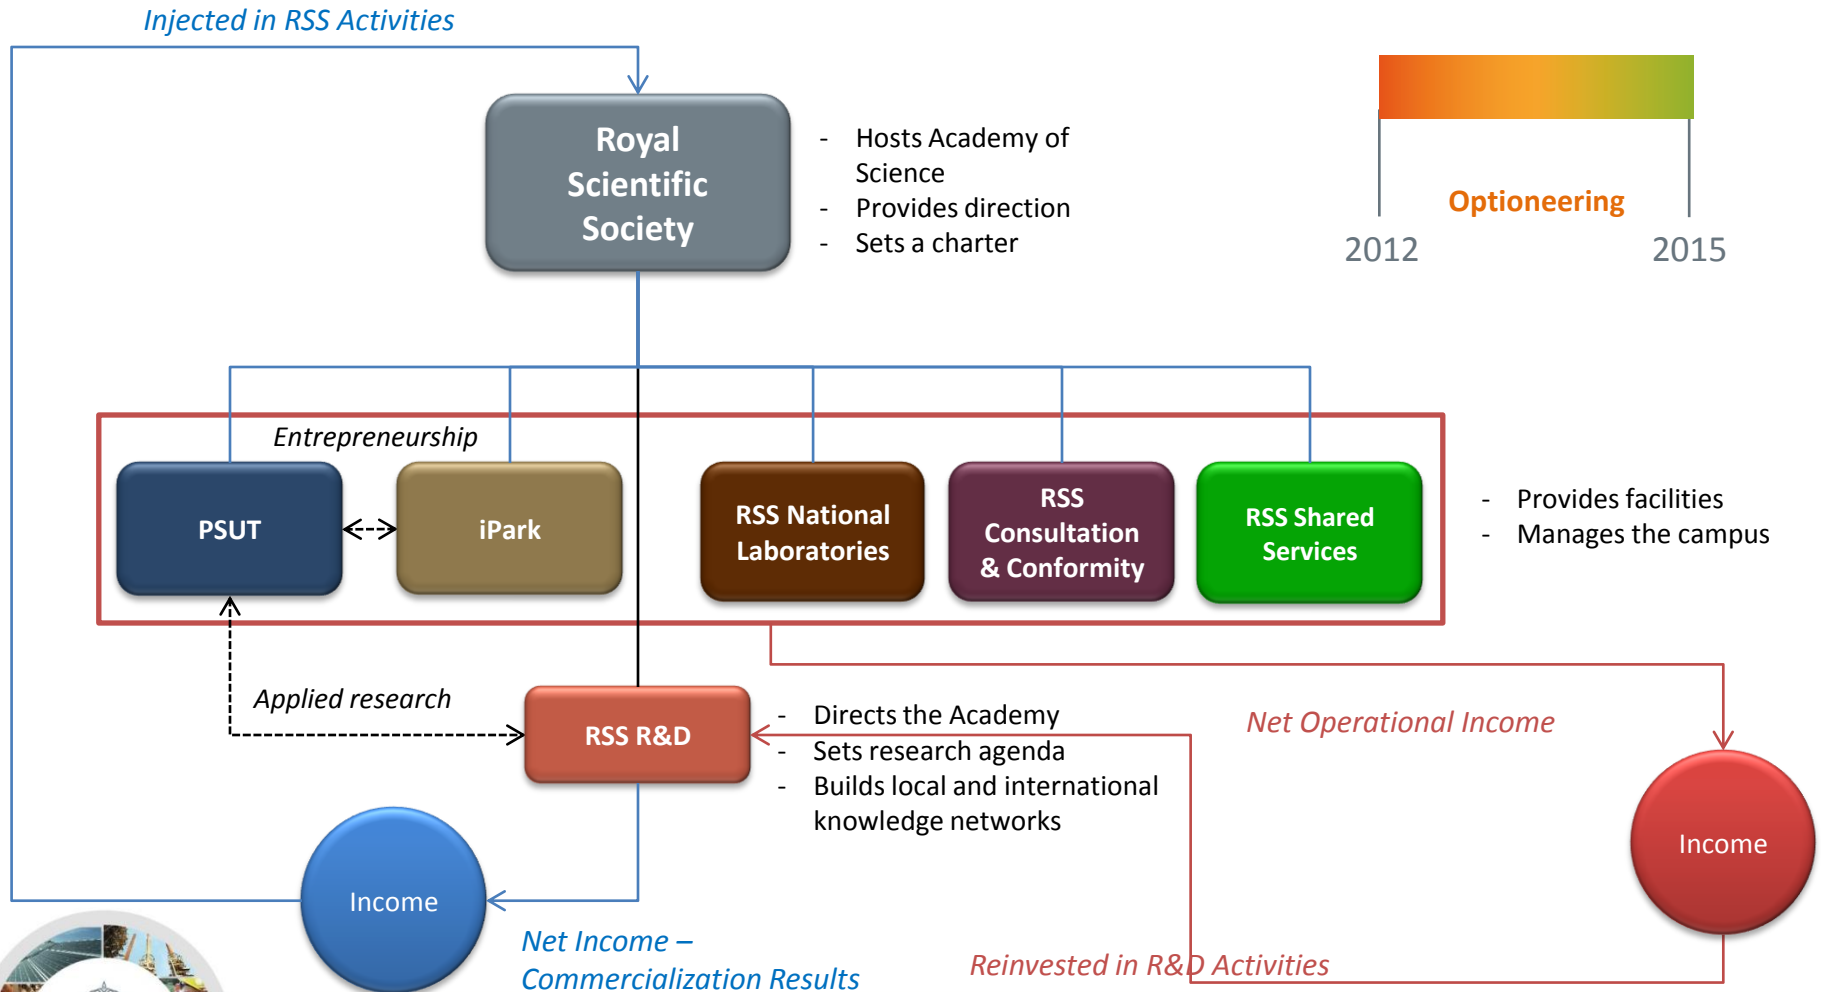 Injected in RSS Activities
Royal
Scientific
Society
- Hosts Academy of
Science
- Provides direction
- Sets a charter
Optioneering
2012
2015
Entrepreneurship
PSUT
iPark
RSS National
Laboratories
RSS
Consultation
& Conformity
RSS Shared
Services
- Provides facilities
- Manages the campus
Applied research
RSS R&D
- Directs the Academy
- Sets research agenda
- Builds local and international
knowledge networks
Net Operational Income
Income
Income
Net Income –
Commercialization Results
Reinvested in R&D Activities